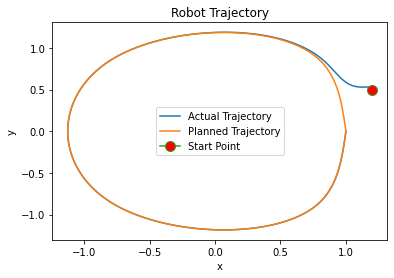 Robot Trajectory
y
1.0
0.5
0.0
−0.5
−1.0
Actual Trajectory
Planned Trajectory
Start Point
−1.0 −0.5 0.0 0.5 1.0
x